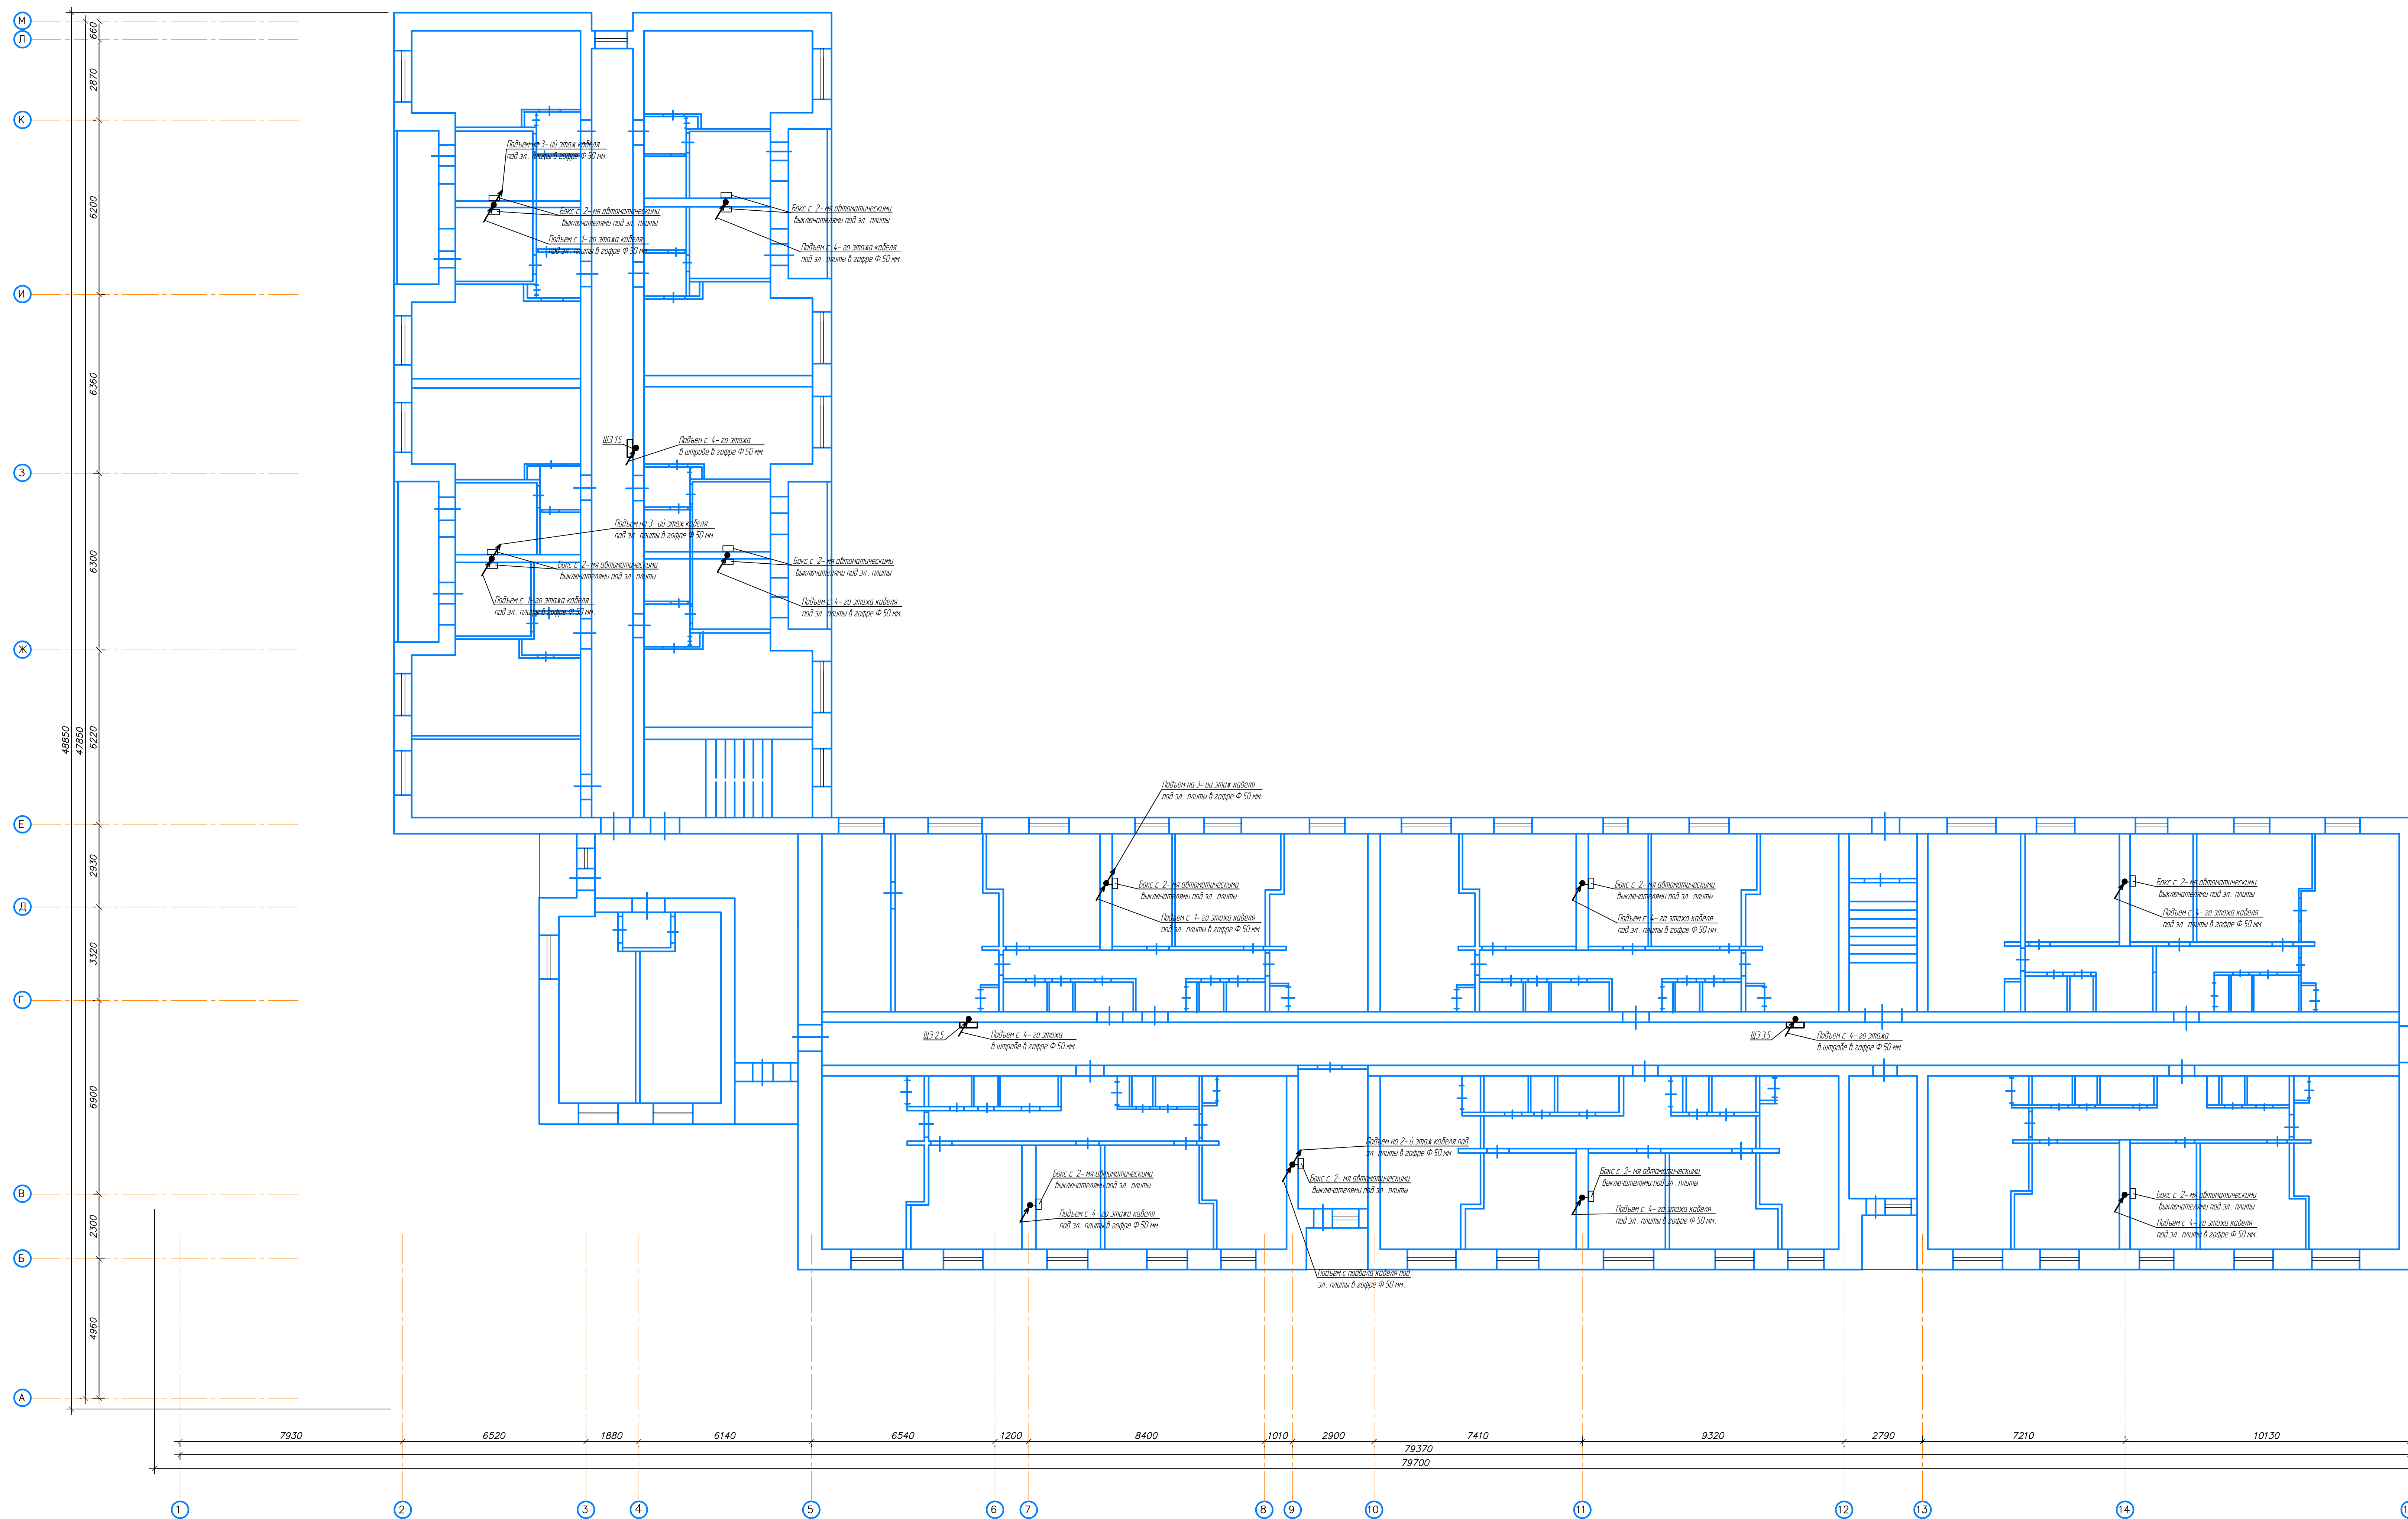 М
Л
К
И
З
Ж
Е
Д
Г
В
Б
А
660
2870
6200
6360
6300
6220
2930
3320
6900
2300
4960
47850
48850
Подъем на 3-ий этаж кабеля
под эл. плиты в гофре Ф 50 мм.
Бокс с 2-мя автоматическими
выключателями под эл. плиты
Подъем с 1-го этажа кабеля
под эл. плиты в гофре Ф 50 мм.
Бокс с 2-мя автоматическими
выключателями под эл. плиты
Подъем с 4-го этажа кабеля
под эл. плиты в гофре Ф 50 мм.
ЩЭ 1.5
Подъем с 4-го этажа
в штробе в гофре Ф 50 мм.
Подъем на 3-ий этаж кабеля
под эл. плиты в гофре Ф 50 мм.
Бокс с 2-мя автоматическими
выключателями под эл. плиты
Подъем с 1-го этажа кабеля
под эл. плиты в гофре Ф 50 мм.
Бокс с 2-мя автоматическими
выключателями под эл. плиты
Подъем с 4-го этажа кабеля
под эл. плиты в гофре Ф 50 мм.
Подъем на 3-ий этаж кабеля
под эл. плиты в гофре Ф 50 мм.
Бокс с 2-мя автоматическими
выключателями под эл. плиты
Подъем с 1-го этажа кабеля
под эл. плиты в гофре Ф 50 мм.
Бокс с 2-мя автоматическими
выключателями под эл. плиты
Подъем с 4-го этажа кабеля
под эл. плиты в гофре Ф 50 мм.
Бокс с 2-мя автоматическими
выключателями под эл. плиты
Подъем с 4-го этажа кабеля
под эл. плиты в гофре Ф 50 мм.
ЩЭ 2.5
Подъем с 4-го этажа
в штробе в гофре Ф 50 мм.
ЩЭ 3.5
Подъем с 4-го этажа
в штробе в гофре Ф 50 мм.
Бокс с 2-мя автоматическими
выключателями под эл. плиты
Подъем с 4-го этажа кабеля
под эл. плиты в гофре Ф 50 мм.
Подъем на 2-й этаж кабеля под
эл. плиты в гофре Ф 50 мм.
Бокс с 2-мя автоматическими
выключателями под эл. плиты
Подъем с подвала кабеля под
эл. плиты в гофре Ф 50 мм.
Бокс с 2-мя автоматическими
выключателями под эл. плиты
Подъем с 4-го этажа кабеля
под эл. плиты в гофре Ф 50 мм.
Бокс с 2-мя автоматическими
выключателями под эл. плиты
Подъем с 4-го этажа кабеля
под эл. плиты в гофре Ф 50 мм.
7930 6520 1880 6140 6540 1200 8400 1010 2900 7410 9320 2790 7210 10130
79370
79700
1 2 3 4 5 6 7 8 9 10 11 12 13 14